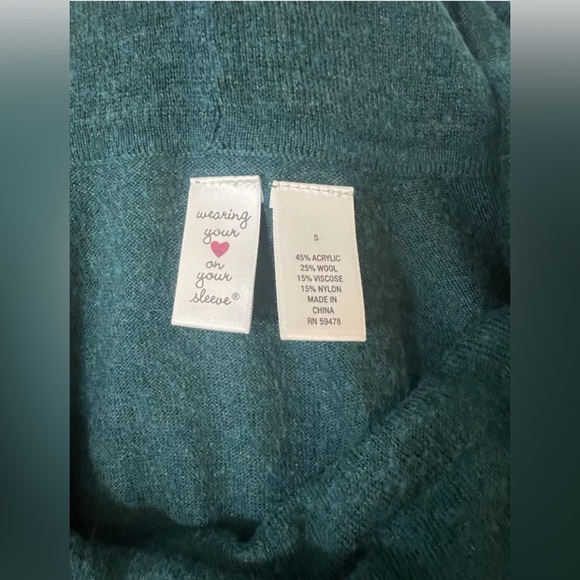 wearing
your
♥
on
your
sleeve®
S
45% ACRYLIC
25% WOOL
15% VISCOSE
15% NYLON
MADE IN
CHINA
RN 59478